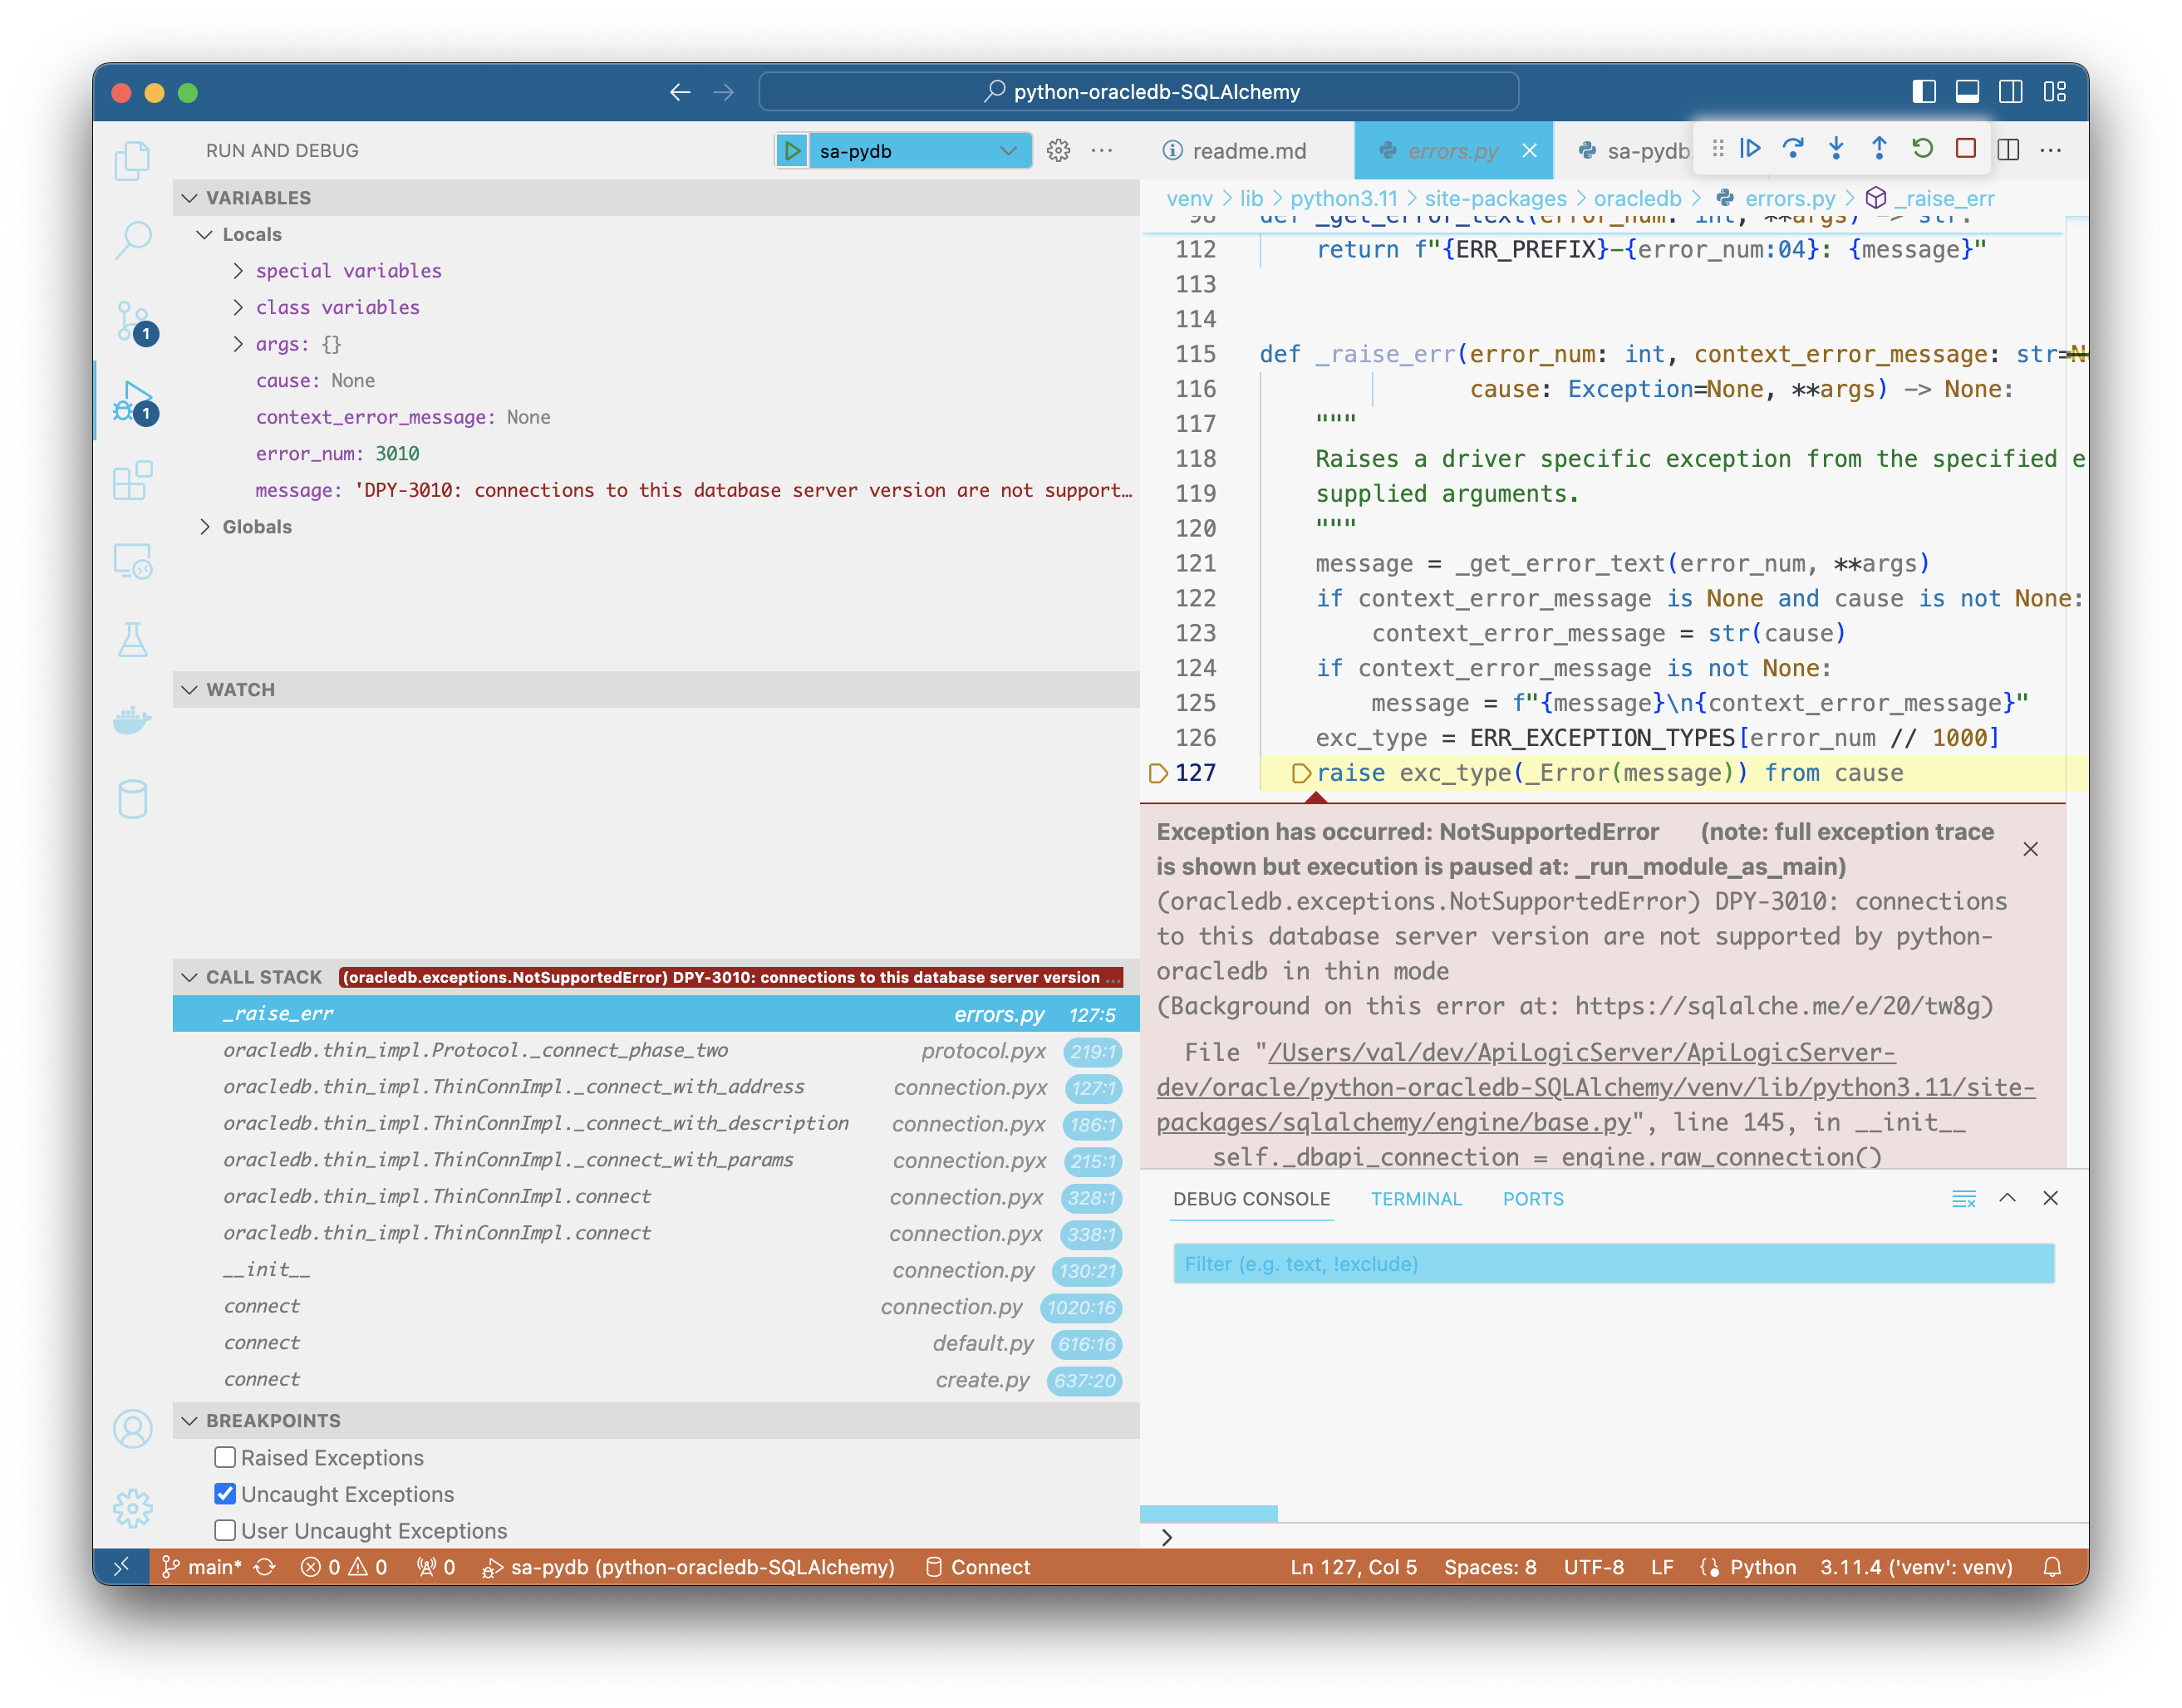 python-oracledb-SQLAlchemy
RUN AND DEBUG
sa-pydb
readme.md
errors.py
sa-pydb.
VARIABLES
Locals
special variables
class variables
args: {}
cause: None
context_error_message: None
error_num: 3010
message: 'DPY-3010: connections to this database server version are not support…
Globals
WATCH
CALL STACK
(oracledb.exceptions.NotSupportedError) DPY-3010: connections to this database server version ...
_raise_err errors.py 127:5
oracledb.thin_impl.Protocol._connect_phase_two protocol.pyx 219:1
oracledb.thin_impl.ThinConnImpl._connect_with_address connection.pyx 127:1
oracledb.thin_impl.ThinConnImpl._connect_with_description connection.pyx 186:1
oracledb.thin_impl.ThinConnImpl._connect_with_params connection.pyx 215:1
oracledb.thin_impl.ThinConnImpl.connect connection.pyx 328:1
oracledb.thin_impl.ThinConnImpl.connect connection.pyx 338:1
__init__ connection.py 130:21
connect connection.py 1020:16
connect default.py 616:16
connect create.py 637:20
BREAKPOINTS
Raised Exceptions
Uncaught Exceptions
User Uncaught Exceptions
venv > lib > python3.11 > site-packages > oracledb > errors.py > _raise_err
98 def _get_error_text(error_num: int, **args) -> str:
112 return f"{ERR_PREFIX}-{error_num:04}: {message}"
113
114
115 def _raise_err(error_num: int, context_error_message: str=N
116 cause: Exception=None, **args) -> None:
117 """
118 Raises a driver specific exception from the specified e
119 supplied arguments.
120 """
121 message = _get_error_text(error_num, **args)
122 if context_error_message is None and cause is not None:
123 context_error_message = str(cause)
124 if context_error_message is not None:
125 message = f"{message}\n{context_error_message}"
126 exc_type = ERR_EXCEPTION_TYPES[error_num // 1000]
127 raise exc_type(_Error(message)) from cause
Exception has occurred: NotSupportedError (note: full exception trace
is shown but execution is paused at: _run_module_as_main)
(oracledb.exceptions.NotSupportedError) DPY-3010: connections
to this database server version are not supported by python-
oracledb in thin mode
(Background on this error at: https://sqlalche.me/e/20/tw8g)
File "/Users/val/dev/ApiLogicServer/ApiLogicServer-
dev/oracle/python-oracledb-SQLAlchemy/venv/lib/python3.11/site-
packages/sqlalchemy/engine/base.py", line 145, in __init__
self._dbapi_connection = engine.raw_connection()
DEBUG CONSOLE
TERMINAL
PORTS
Filter (e.g. text, !exclude)
1
1
main*
0
0
0
sa-pydb (python-oracledb-SQLAlchemy)
Connect
Ln 127, Col 5
Spaces: 8
UTF-8
LF
Python
3.11.4 ('venv': venv)